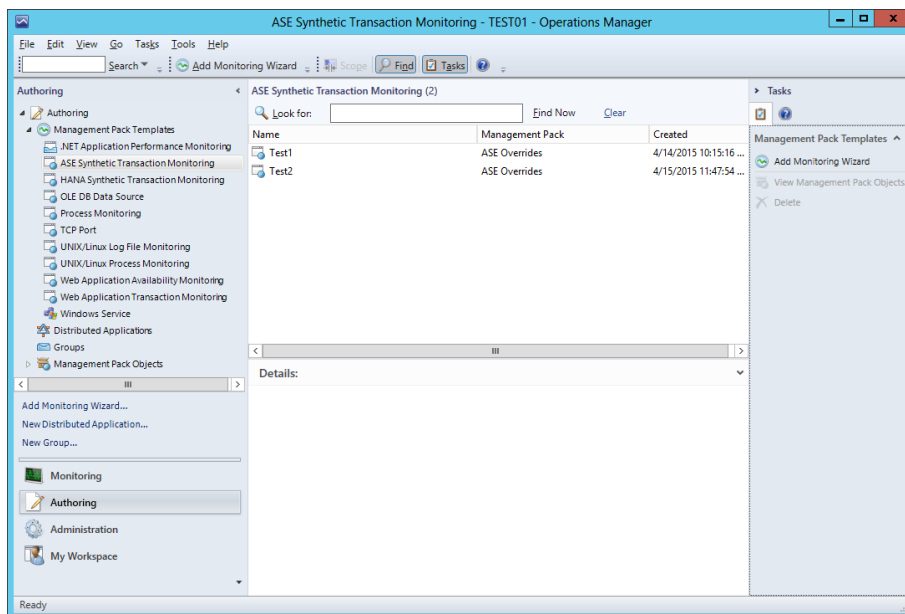 ASE Synthetic Transaction Monitoring - TEST01 - Operations Manager
File Edit View Go Tasks Tools Help
Search Add Monitoring Wizard Scope Find Tasks
Authoring
Authoring
Management Pack Templates
.NET Application Performance Monitoring
ASE Synthetic Transaction Monitoring
HANA Synthetic Transaction Monitoring
OLE DB Data Source
Process Monitoring
TCP Port
UNIX/Linux Log File Monitoring
UNIX/Linux Process Monitoring
Web Application Availability Monitoring
Web Application Transaction Monitoring
Windows Service
Distributed Applications
Groups
Management Pack Objects
Add Monitoring Wizard...
New Distributed Application...
New Group...
Monitoring
Authoring
Administration
My Workspace
ASE Synthetic Transaction Monitoring (2)
Look for: Find Now Clear
Name Management Pack Created
Test1 ASE Overrides 4/14/2015 10:15:16 ...
Test2 ASE Overrides 4/15/2015 11:47:54 ...
Details:
Tasks
Management Pack Templates
Add Monitoring Wizard
View Management Pack Objects
Delete
Ready